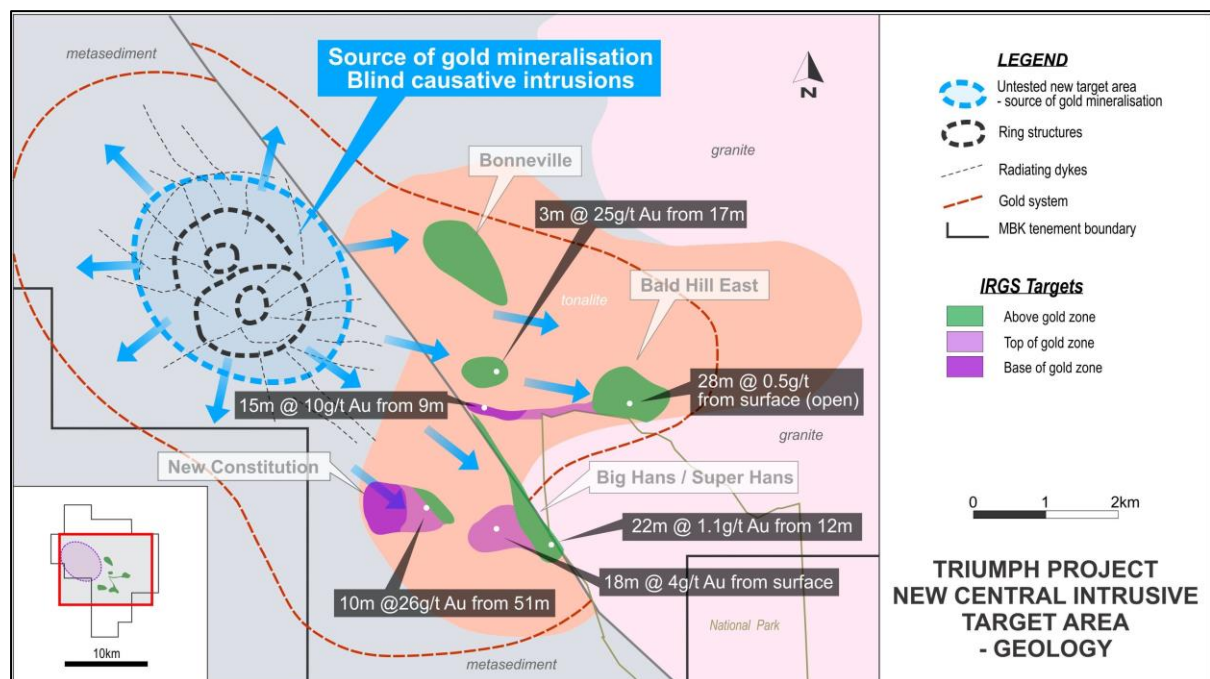 metasediment
Source of gold mineralisation
Blind causative intrusions
N
granite
Bonneville
3m @ 25g/t Au from 17m
Bald Hill East
tonalite
28m @ 0.5g/t
from surface (open)
15m @ 10g/t Au from 9m
granite
New Constitution
Big Hans / Super Hans
22m @ 1.1g/t Au from 12m
18m @ 4g/t Au from surface
10m @26g/t Au from 51m
National Park
metasediment
10km
LEGEND
Untested new target area
- source of gold mineralisation
Ring structures
Radiating dykes
Gold system
MBK tenement boundary
IRGS Targets
Above gold zone
Top of gold zone
Base of gold zone
0 1 2km
TRIUMPH PROJECT
NEW CENTRAL INTRUSIVE
TARGET AREA
- GEOLOGY